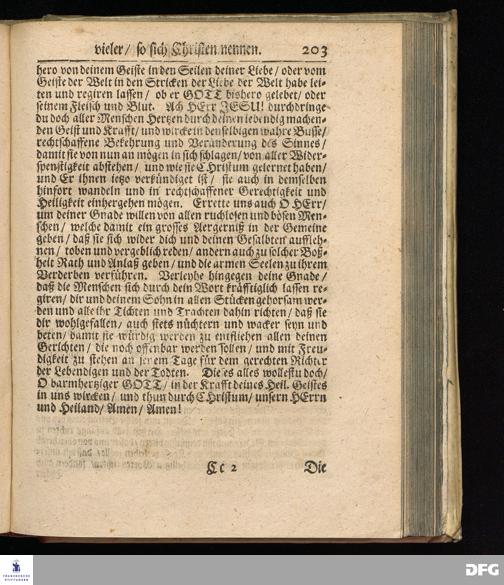 vieler/ so sich Christen nennen. 203
hero von deinem Geiste in den Seilen deiner Liebe/ oder vom
Geiste der Welt in den Stricken der Liebe der Welt habe lei-
ten und regiren lassen/ ob er GOTT bishero gelebet/ oder
seinem Fleisch und Blut. Ach HErr JESU! durchdringe
du doch aller Menschen Hertzen durch deinen lebendig machen-
den Geist und Krafft/ und wircke in denselbigen wahre Busse/
rechtschaffene Bekehrung und Veränderung des Sinnes/
damit sie von nun an mögen in sich schlagen/ von aller Wider-
spenstigkeit abstehen/ und wie sie Christum gelernet haben/
und Er ihnen ietzo verkündiget ist/ sie auch in demselben
hinfort wandeln und in rechtschaffener Gerechtigkeit und
Heiligkeit einhergehen mögen. Errette uns auch O HErr/
um deiner Gnade willen von allen ruchlosen und bösen Men-
schen/ welche damit ein grosses Aergerniß in der Gemeine
geben/ daß sie sich wider dich und deinen Gesalbten aufleh-
nen/ toben und vergeblich reden/ andern auch zu solcher Boß-
heit Rath und Anlaß geben/ und die armen Seelen zu ihrem
Verderben verführen. Verleyhe hingegen deine Gnade/
daß die Menschen sich durch dein Wort kräfftiglich lassen re-
giren/ dir und deinem Sohn in allen Stücken gehorsam wer-
den und alle ihr Tichten und Trachten dahin richten/ daß sie
dir wohlgefallen/ auch stets nüchtern und wacker seyn und
beten/ damit sie würdig werden zu entfliehen allen deinen
Gerichten/ die noch offenbar werden sollen/ und mit Freu-
digkeit zu stehen an jenem Tage für dem gerechten Richter
der Lebendigen und der Todten. Die es alles wollest du doch/
O barmhertziger GOTT/ in der Krafft deines Heil. Geistes
in uns wircken/ und thun durch CHristum/ unsern HErrn
und Heiland/ Amen/ Amen!
Cc 2 Die
FRANCKESCHE
STIFTUNGEN
DFG